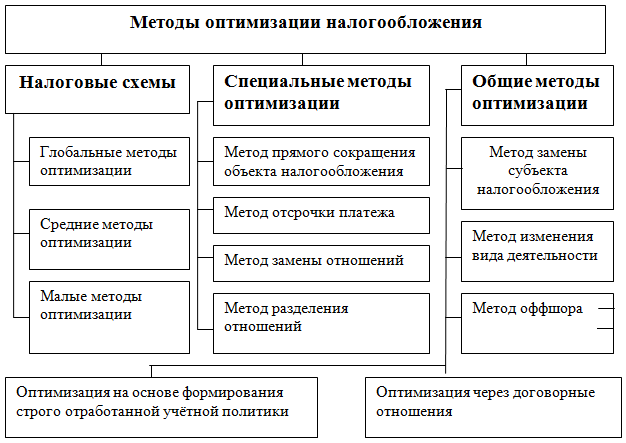 Методы оптимизации налогообложения
Налоговые схемы
Глобальные методы
оптимизации
Средние методы
оптимизации
Малые методы
оптимизации
Специальные методы
оптимизации
Метод прямого сокращения
объекта налогообложения
Метод отсрочки платежа
Метод замены отношений
Метод разделения
отношений
Общие методы
оптимизации
Метод замены
субъекта
налогообложения
Метод изменения
вида деятельности
Метод оффшора
Оптимизация на основе формирования
строго отработанной учётной политики
Оптимизация через договорные
отношения